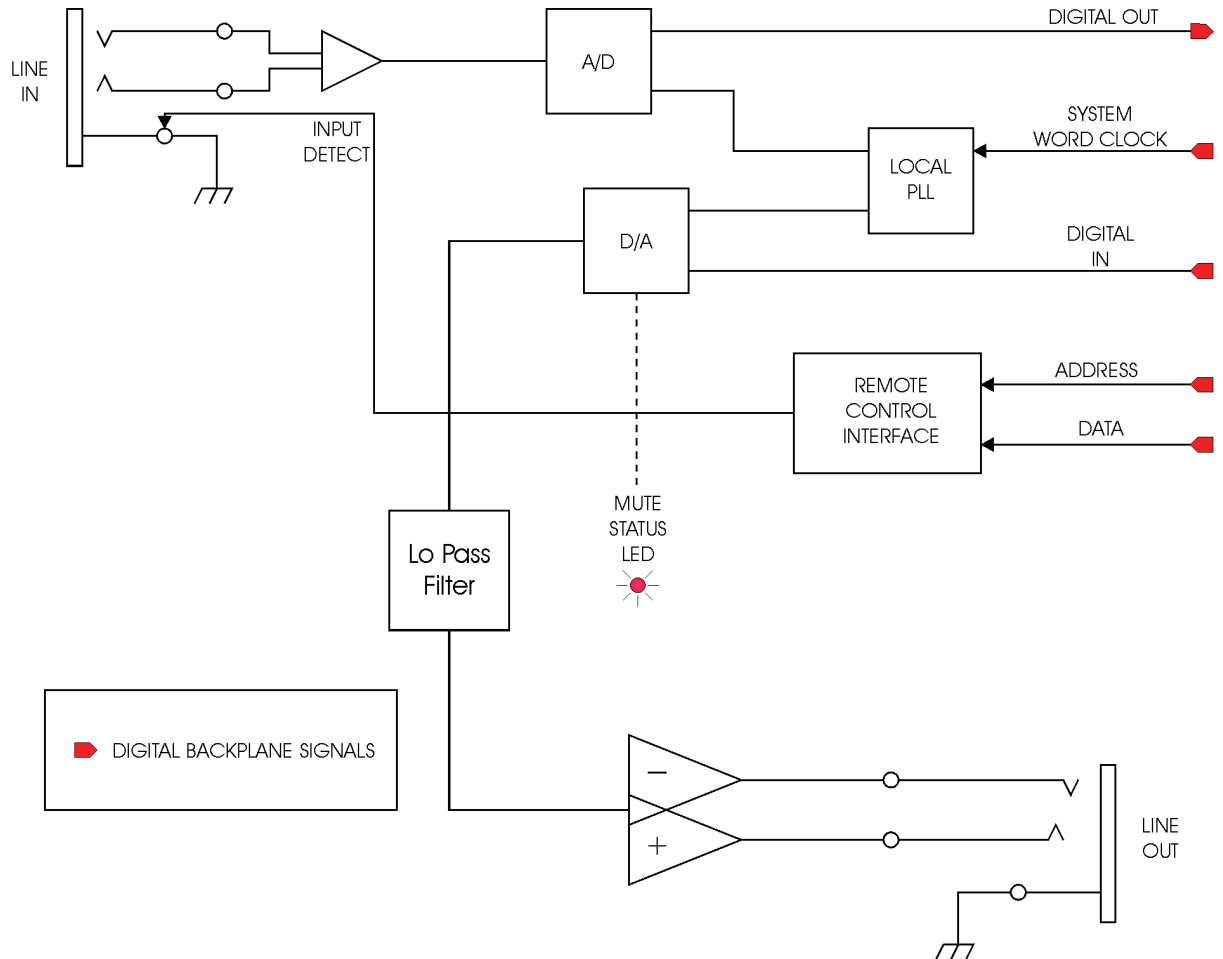 DIGITAL OUT
LINE
IN
A/D
INPUT
DETECT
SYSTEM
WORD CLOCK
LOCAL
PLL
D/A
DIGITAL
IN
REMOTE
CONTROL
INTERFACE
ADDRESS
DATA
MUTE
STATUS
LED
Lo Pass
Filter
DIGITAL BACKPLANE SIGNALS
−
+
LINE
OUT